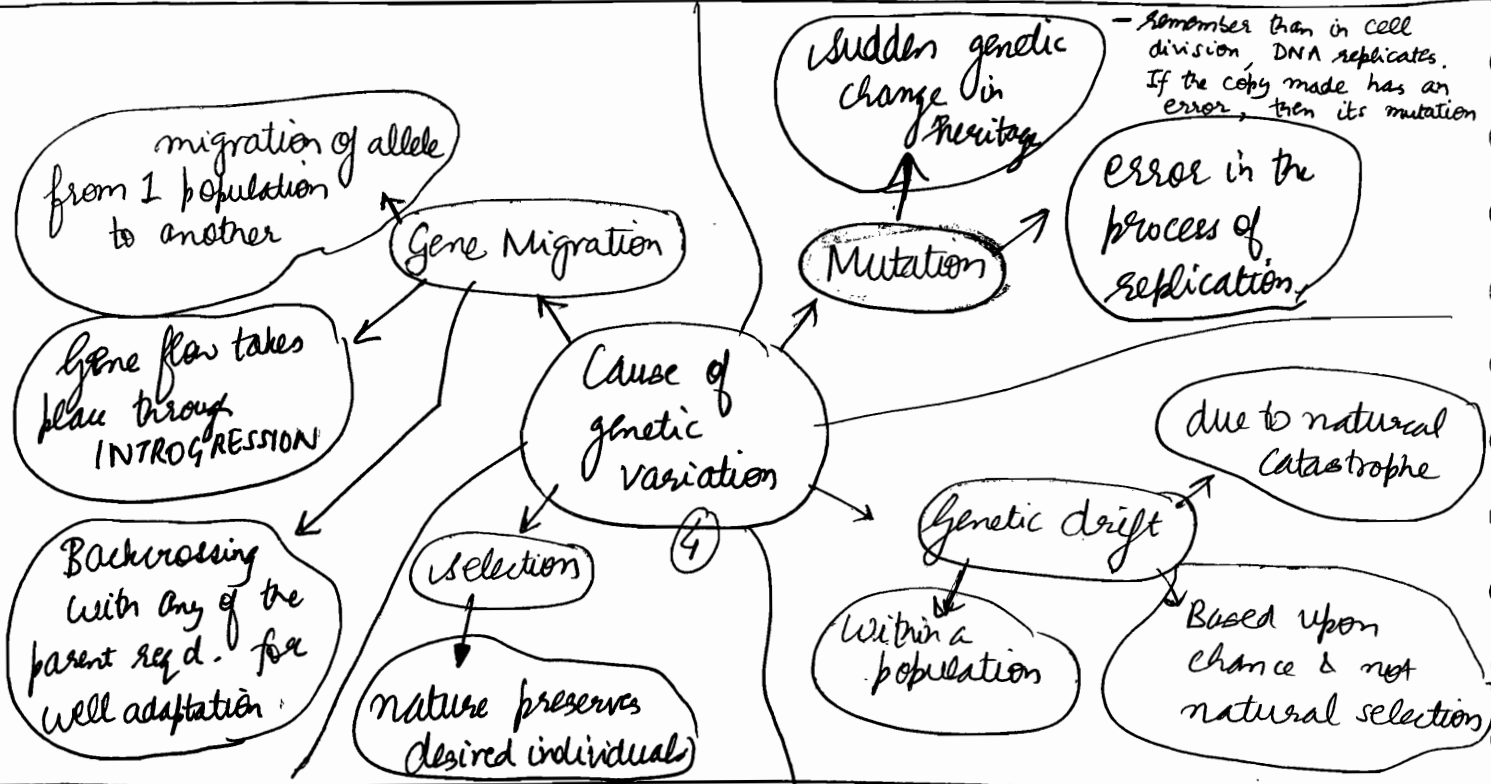 Cause of
genetic
variation
4
Gene Migration
migration of allele
from 1 population
to another
Gene flow takes
place through
INTROGRESSION
Backcrossing
with any of the
parent reqd. for
well adaptation.
Mutation
sudden genetic
change in
heritage
error in the
process of
replication.
- remember than in cell
division, DNA replicates.
If the copy made has an
error, then its mutation
selection
nature preserves
desired individuals
Genetic drift
due to natural
catastrophe
Within a
population
Based upon
chance & not
natural selection